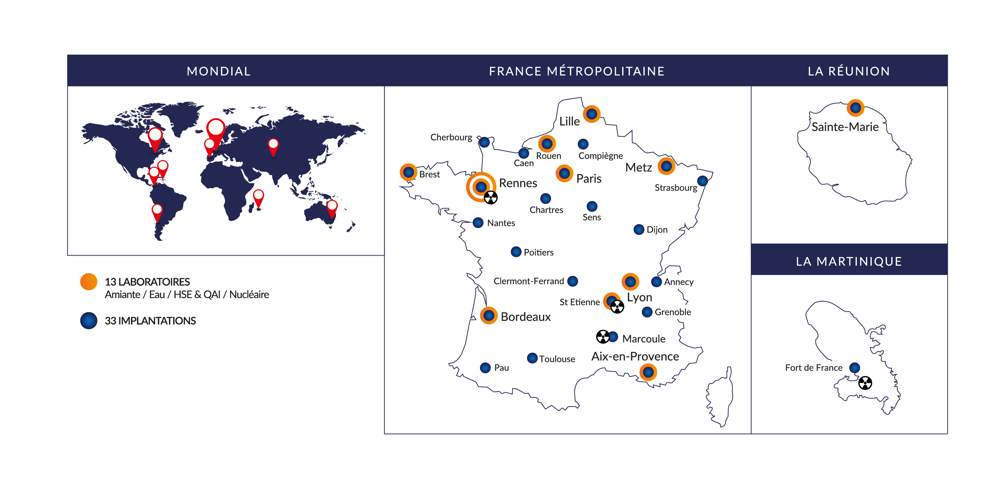 MONDIAL
FRANCE MÉTROPOLITAINE
LA RÉUNION
Lille
Cherbourg
Rouen
Compiègne
Caen
Metz
Brest
Rennes
Paris
Strasbourg
Chartres
Sens
Nantes
Dijon
Poitiers
Clermont-Ferrand
Annecy
Lyon
St Etienne
Grenoble
Bordeaux
Marcoule
Aix-en-Provence
Toulouse
Pau
Sainte-Marie
LA MARTINIQUE
Fort de France
13 LABORATOIRES
Amiante / Eau / HSE & QAI / Nucléaire
33 IMPLANTATIONS